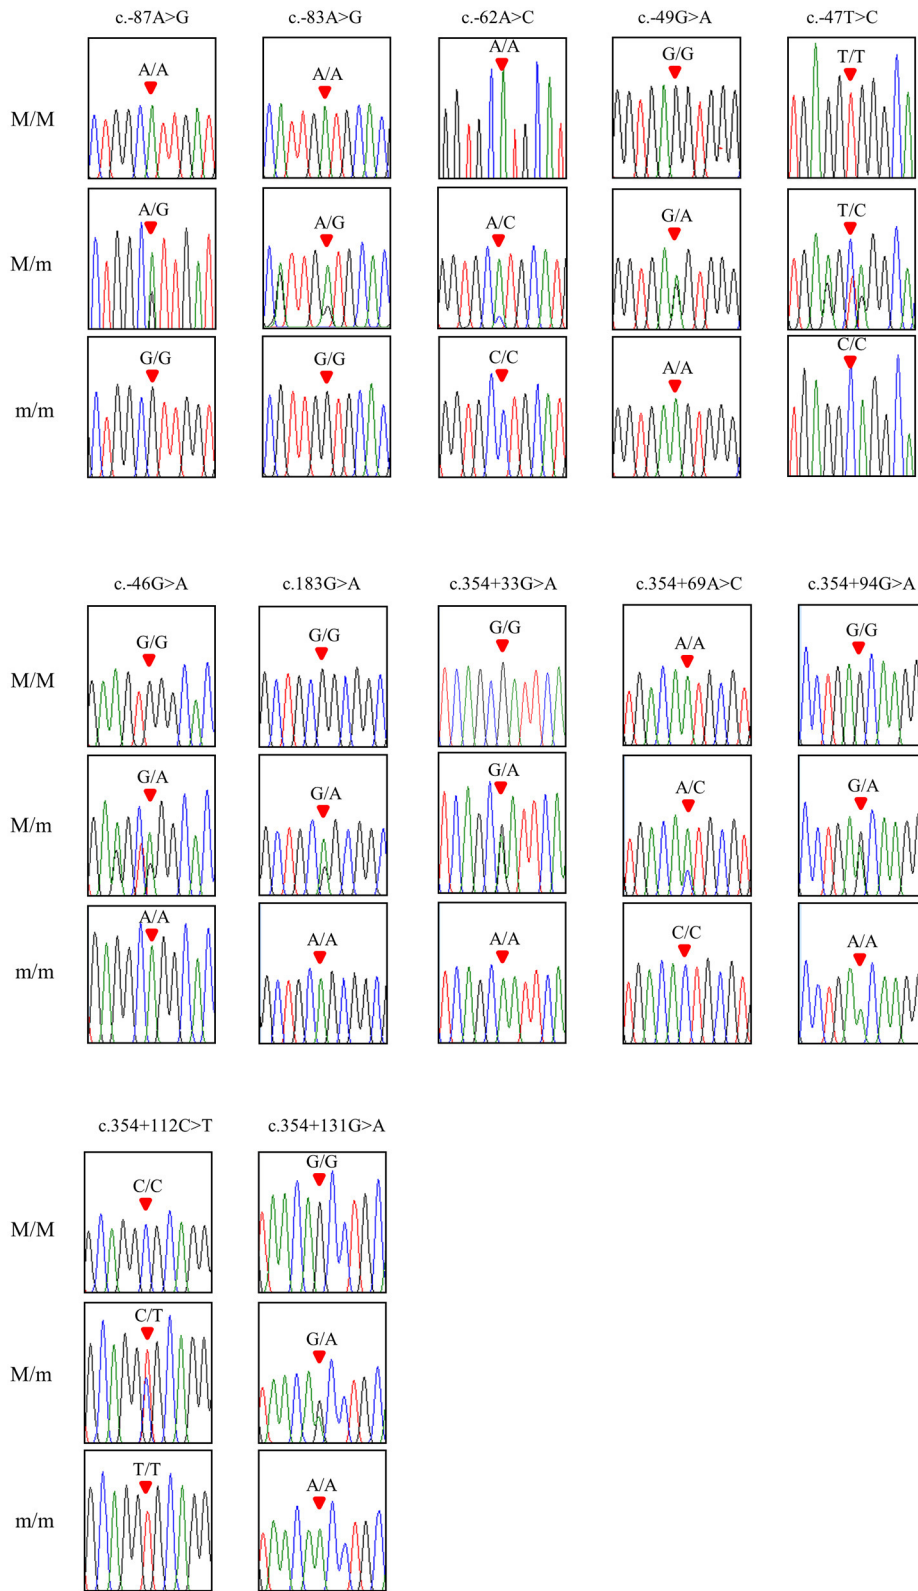 c.-87A>G c.-83A>G c.-62A>C c.-49G>A c.-47T>C
M/M A/A A/A A/A G/G T/T
M/m A/G A/G A/C G/A T/C
m/m G/G G/G C/C A/A C/C
c.-46G>A c.183G>A c.354+33G>A c.354+69A>C c.354+94G>A
M/M G/G G/G G/G A/A G/G
M/m G/A G/A G/A A/C G/A
m/m A/A A/A A/A C/C A/A
c.354+112C>T c.354+131G>A
M/M C/C G/G
M/m C/T G/A
m/m T/T A/A